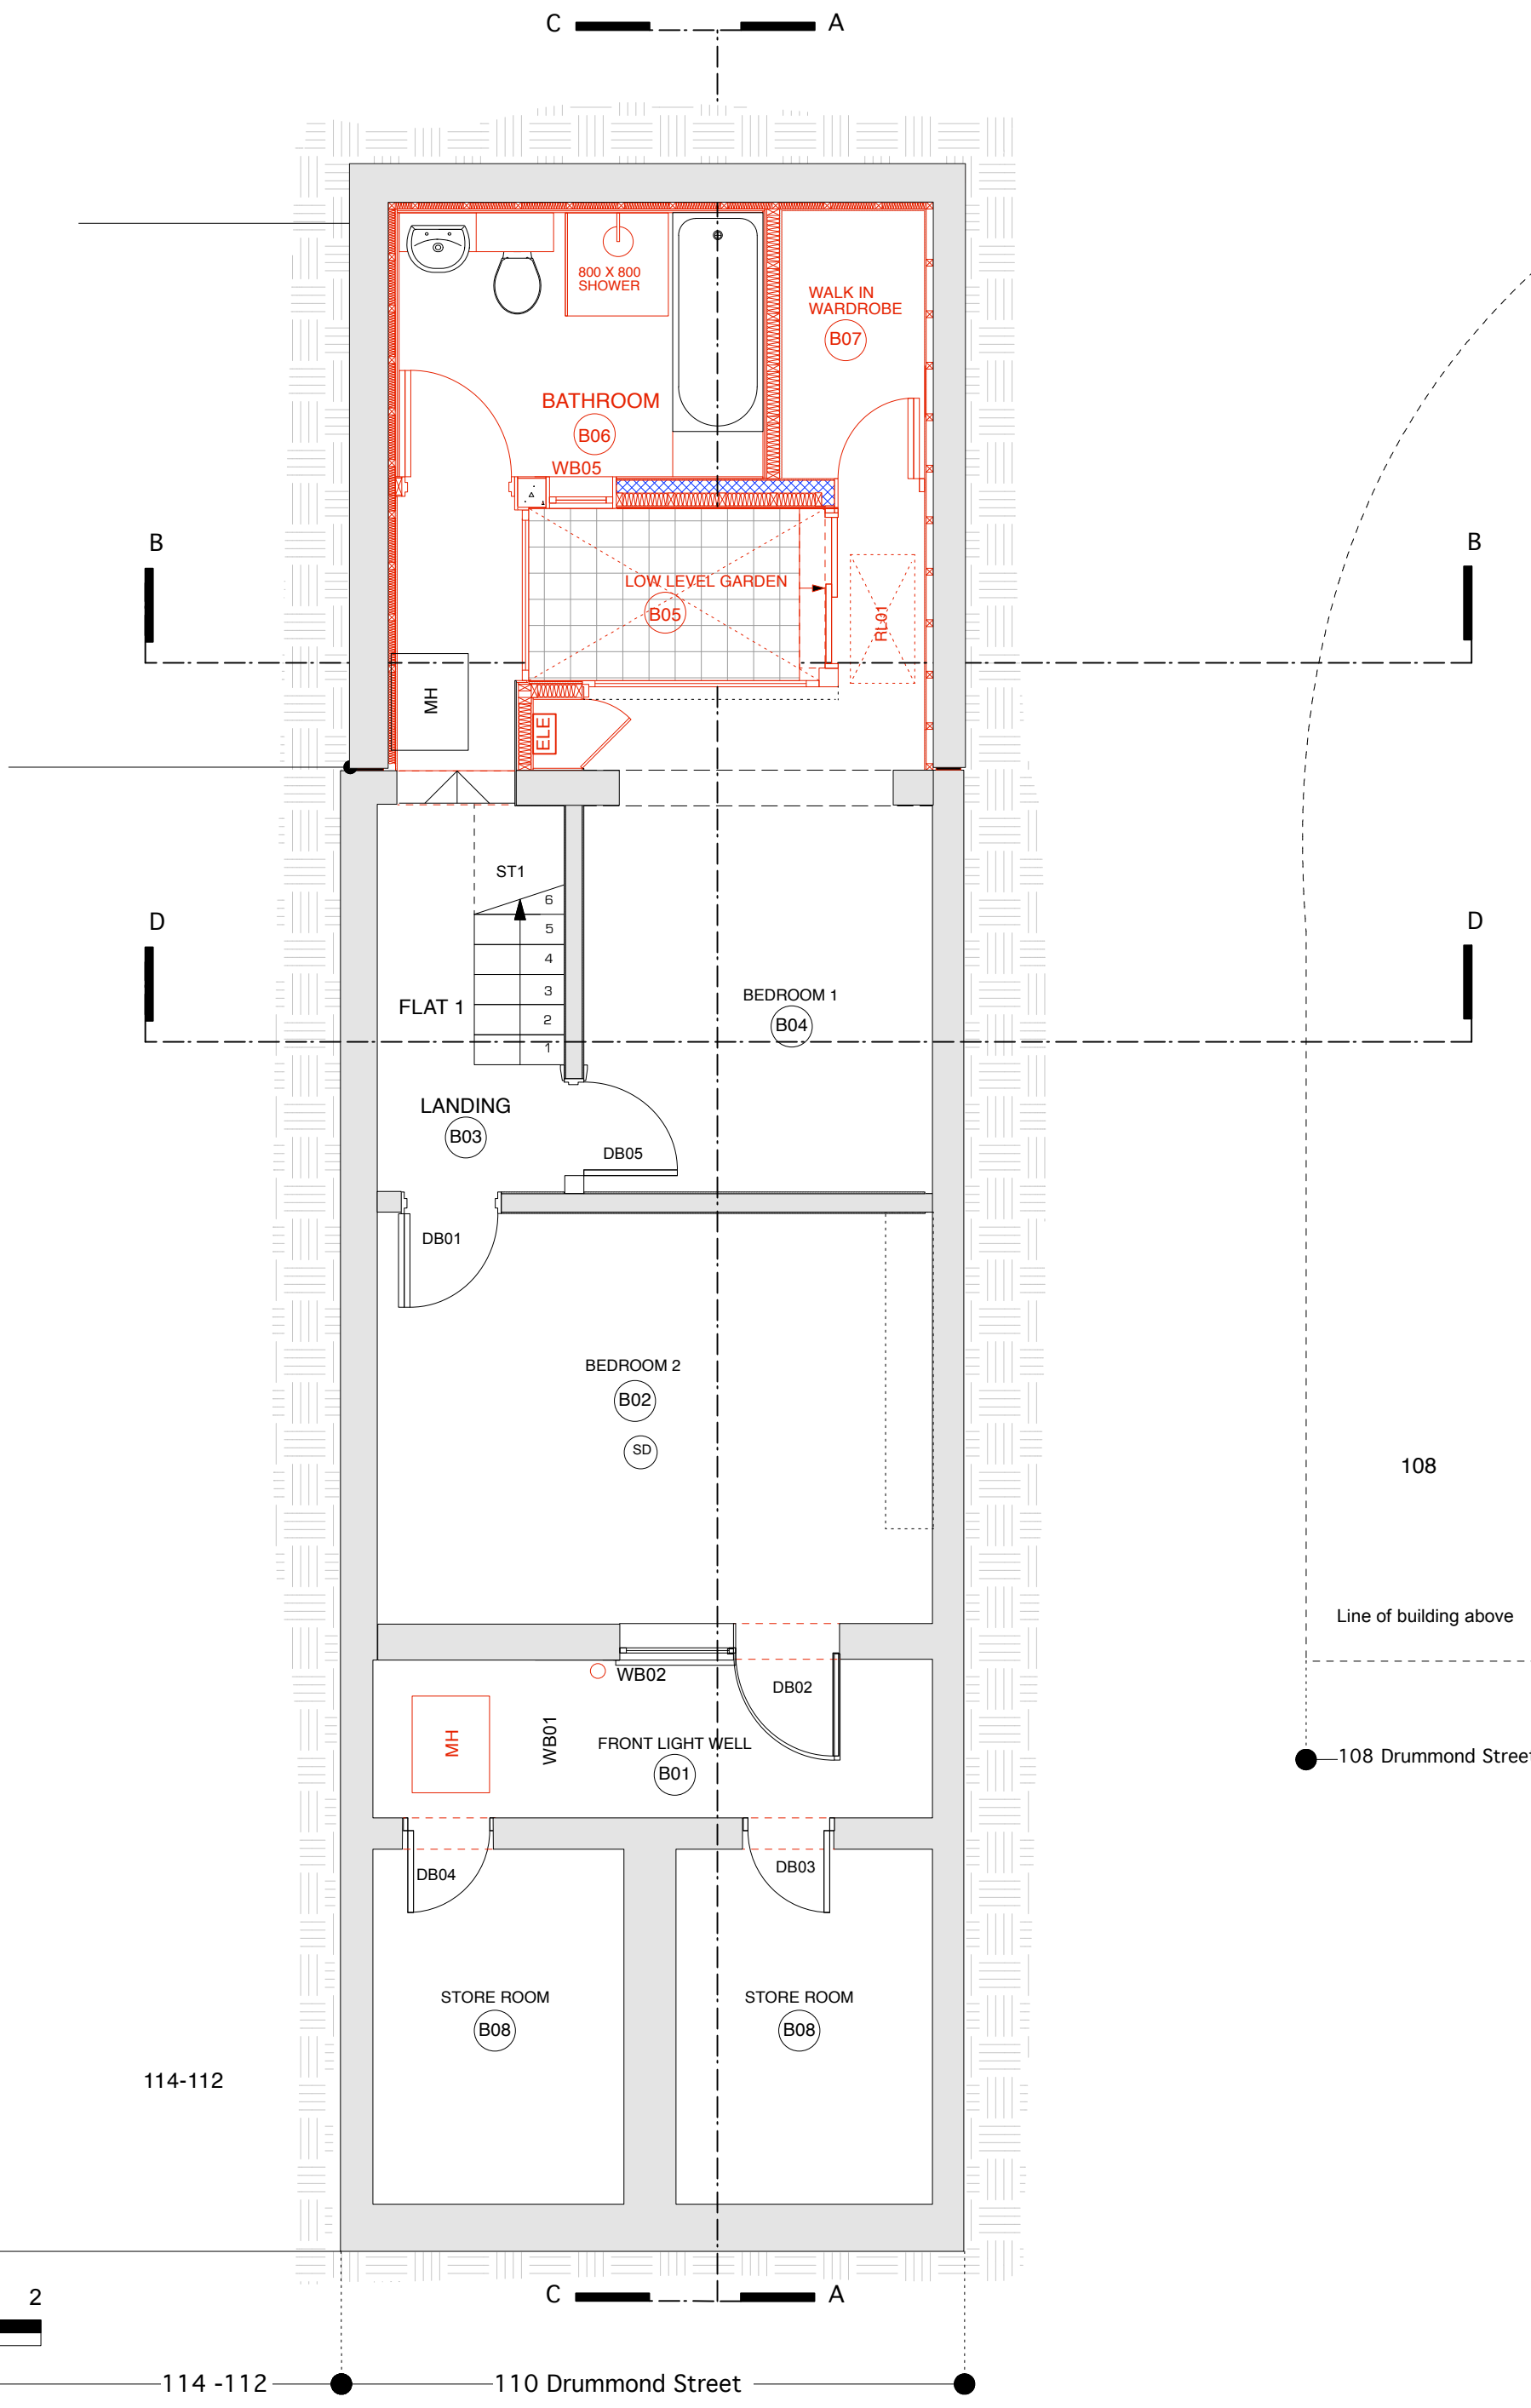 C
A
800 X 800
SHOWER
WALK IN
WARDROBE
B07
BATHROOM
B06
WB05
B
B
LOW LEVEL GARDEN
B05
RL01
MH
ELE
ST1
6
5
4
3
2
1
D
D
FLAT 1
BEDROOM 1
B04
LANDING
B03
DB05
DB01
BEDROOM 2
B02
SD
108
Line of building above
WB02
DB02
MH
WB01
FRONT LIGHT WELL
B01
108 Drummond Street
DB04
DB03
STORE ROOM
B08
STORE ROOM
B08
114-112
2
C
A
114 -112
110 Drummond Street